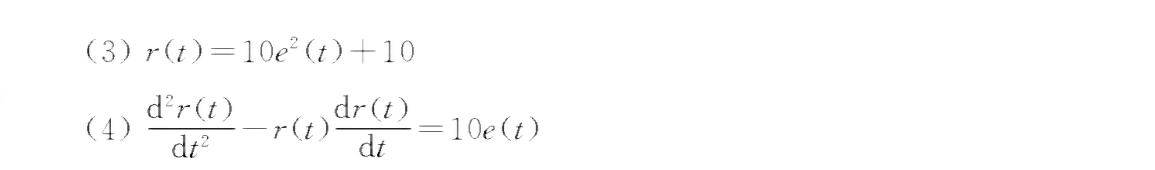 (3) r(t)=10e²(t)+10
(4) d²r(t)/dt² −r(t) dr(t)/dt =10e(t)